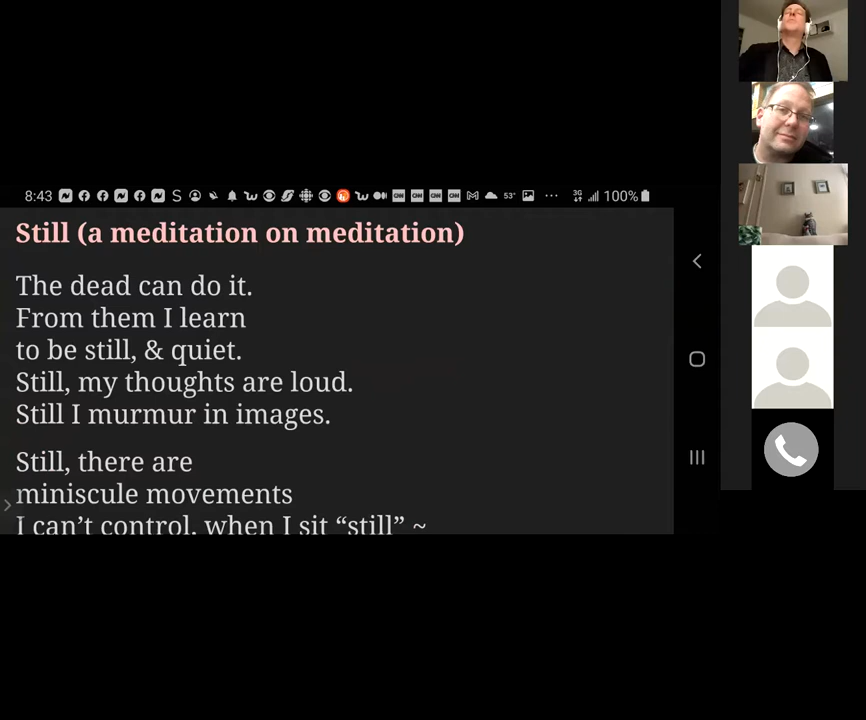 8:43 S 53° 3G 100%
Still (a meditation on meditation)
The dead can do it.
From them I learn
to be still, & quiet.
Still, my thoughts are loud.
Still I murmur in images.
Still, there are
miniscule movements
I can’t control, when I sit “still” ~